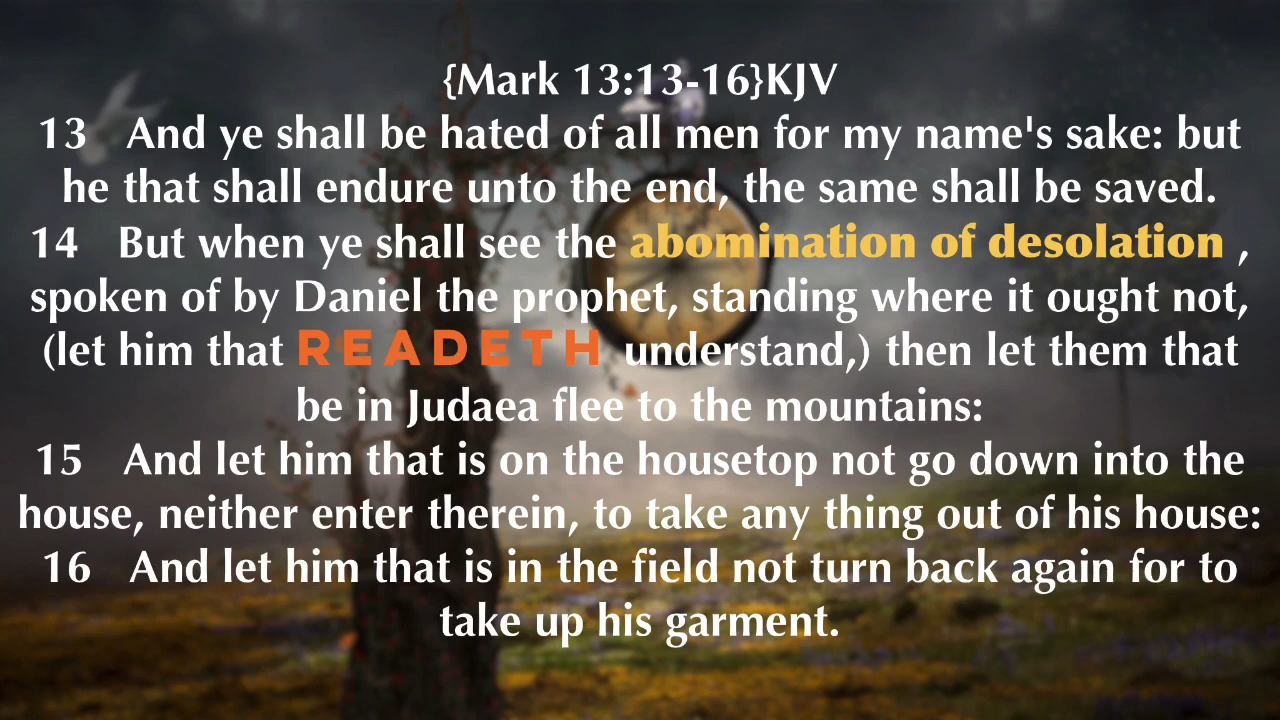 {Mark 13:13-16}KJV
13 And ye shall be hated of all men for my name's sake: but
he that shall endure unto the end, the same shall be saved.
14 But when ye shall see the abomination of desolation ,
spoken of by Daniel the prophet, standing where it ought not,
(let him that READETH understand,) then let them that
be in Judaea flee to the mountains:
15 And let him that is on the housetop not go down into the
house, neither enter therein, to take any thing out of his house:
16 And let him that is in the field not turn back again for to
take up his garment.